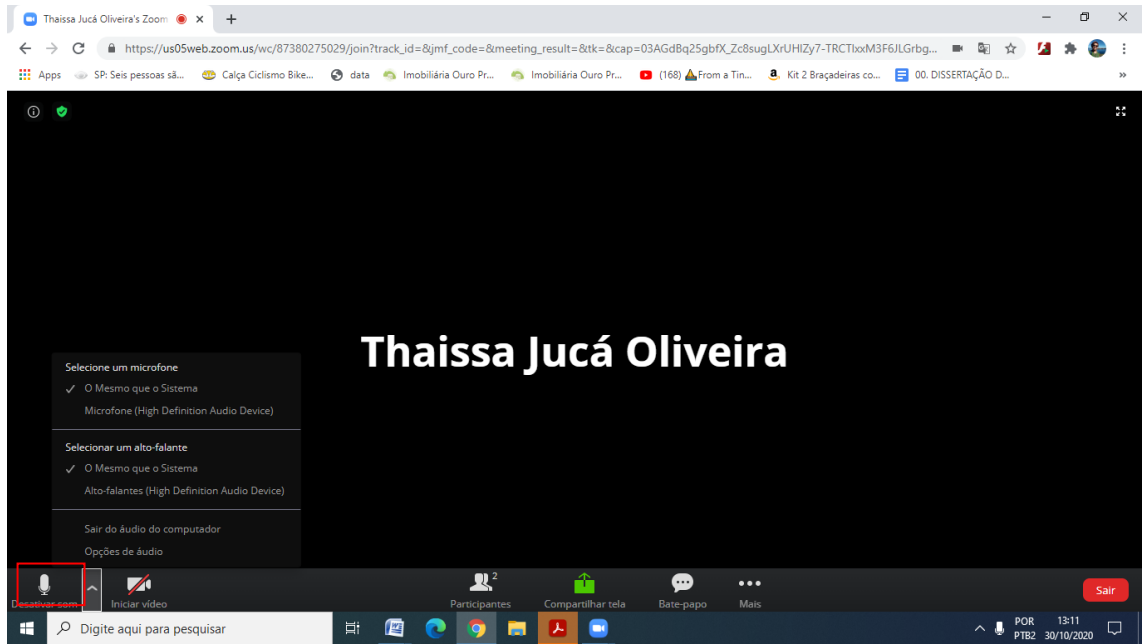 Thaissa Jucá Oliveira's Zoom
https://us05web.zoom.us/wc/87380275029/join?track_id=&jmf_code=&meeting_result=&tk=&cap=03AGdBq25gbfX_Zc8sugLXrUHIZy7-TRCTlxxM3F6JLGrbg...
Apps SP: Seis pessoas sã... Calça Ciclismo Bike... data Imobiliária Ouro Pr... Imobiliária Ouro Pr... (168) From a Tin... Kit 2 Braçadeiras co... 00. DISSERTAÇÃO D... »
Thaissa Jucá Oliveira
Selecione um microfone
✓ O Mesmo que o Sistema
Microfone (High Definition Audio Device)
Selecionar um alto-falante
✓ O Mesmo que o Sistema
Alto-falantes (High Definition Audio Device)
Sair do áudio do computador
Opções de áudio
2
Desativar som Iniciar vídeo Participantes Compartilhar tela Bate-papo Mais Sair
Digite aqui para pesquisar
POR 13:11
PTB2 30/10/2020